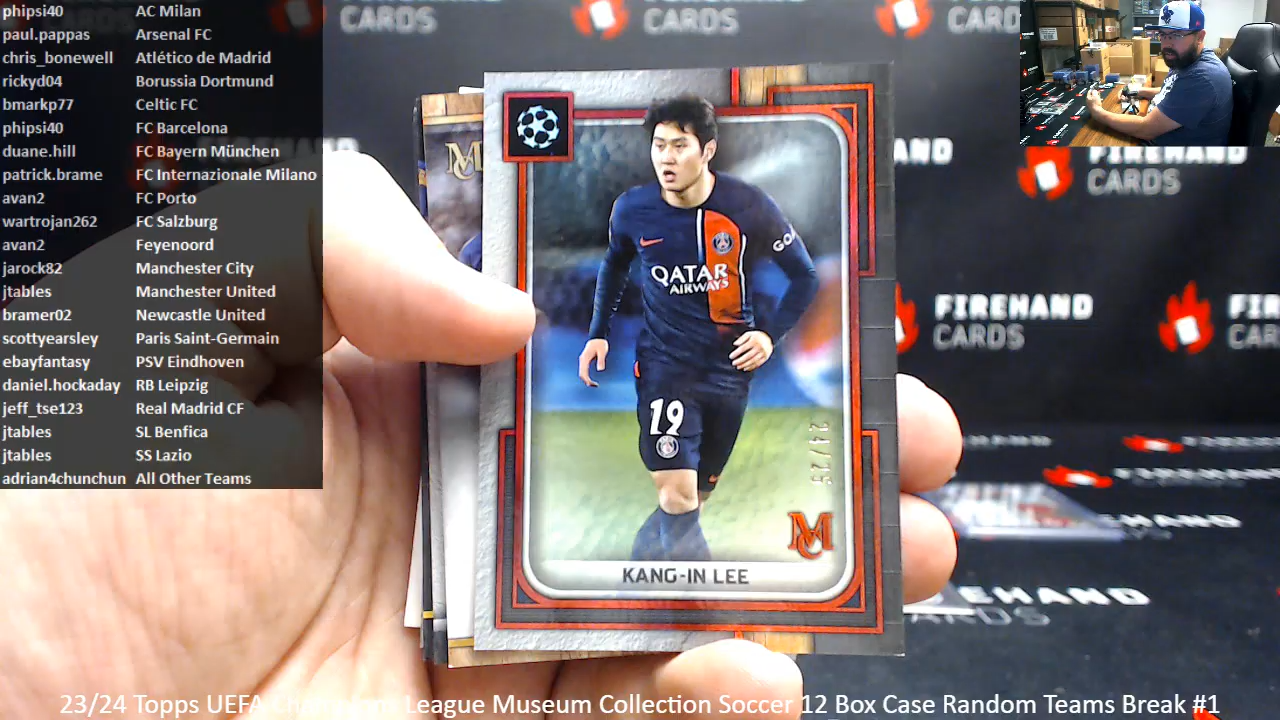 phipsi40 AC Milan
paul.pappas Arsenal FC
chris_bonewell Atlético de Madrid
rickyd04 Borussia Dortmund
bmarkp77 Celtic FC
phipsi40 FC Barcelona
duane.hill FC Bayern München
patrick.brame FC Internazionale Milano
avan2 FC Porto
wartrojan262 FC Salzburg
avan2 Feyenoord
jarock82 Manchester City
jtables Manchester United
bramer02 Newcastle United
scottyearsley Paris Saint-Germain
ebayfantasy PSV Eindhoven
daniel.hockaday RB Leipzig
jeff_tse123 Real Madrid CF
jtables SL Benfica
jtables SS Lazio
adrian4chunchun All Other Teams
CARDS
CARDS
CARDS
CARDS
FIREHAND
CARDS
QATAR
AIRWAYS
19
24/25
MC
KANG-IN LEE
23/24 Topps UEFA Champions League Museum Collection Soccer 12 Box Case Random Teams Break #1